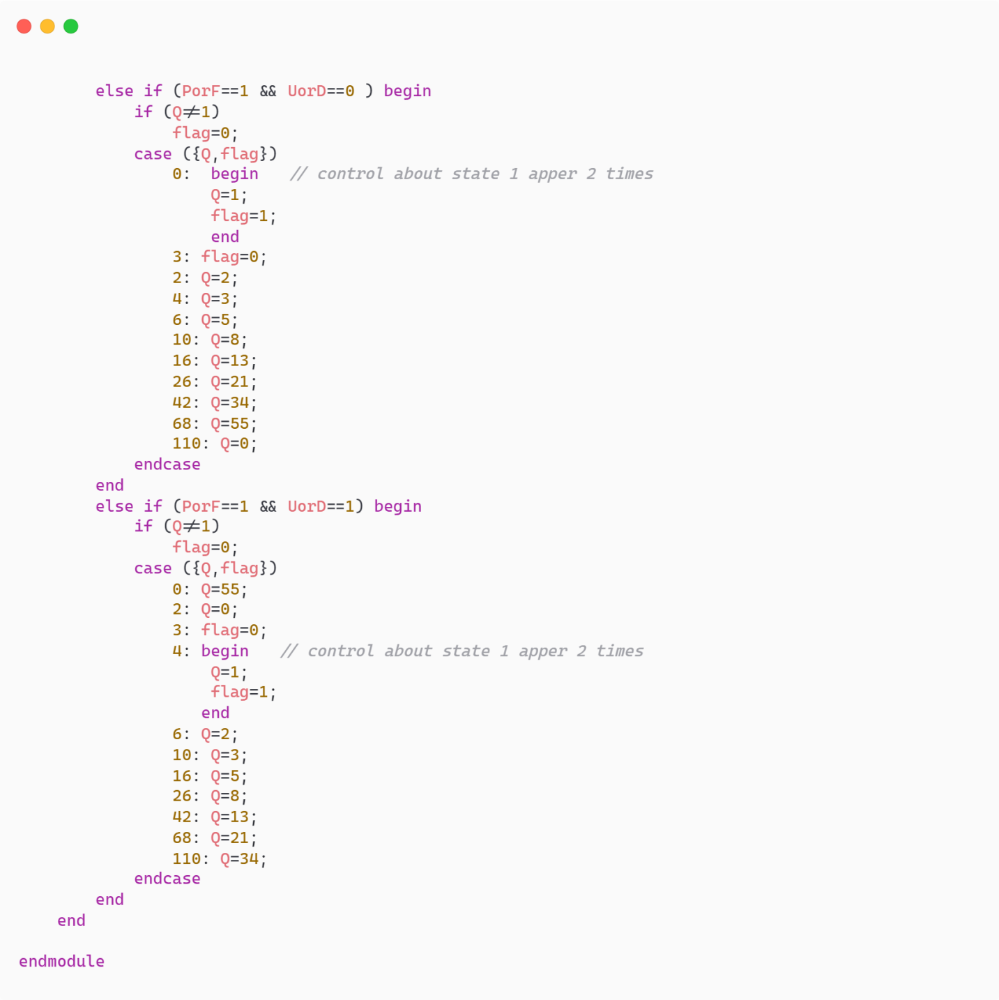 else if (PorF==1 && UorD==0 ) begin
if (Q≠1)
flag=0;
case ({Q,flag})
0:  begin   // control about state 1 apper 2 times
Q=1;
flag=1;
end
3: flag=0;
2: Q=2;
4: Q=3;
6: Q=5;
10: Q=8;
16: Q=13;
26: Q=21;
42: Q=34;
68: Q=55;
110: Q=0;
endcase
end
else if (PorF==1 && UorD==1) begin
if (Q≠1)
flag=0;
case ({Q,flag})
0: Q=55;
2: Q=0;
3: flag=0;
4: begin   // control about state 1 apper 2 times
Q=1;
flag=1;
end
6: Q=2;
10: Q=3;
16: Q=5;
26: Q=8;
42: Q=13;
68: Q=21;
110: Q=34;
endcase
end
end
endmodule